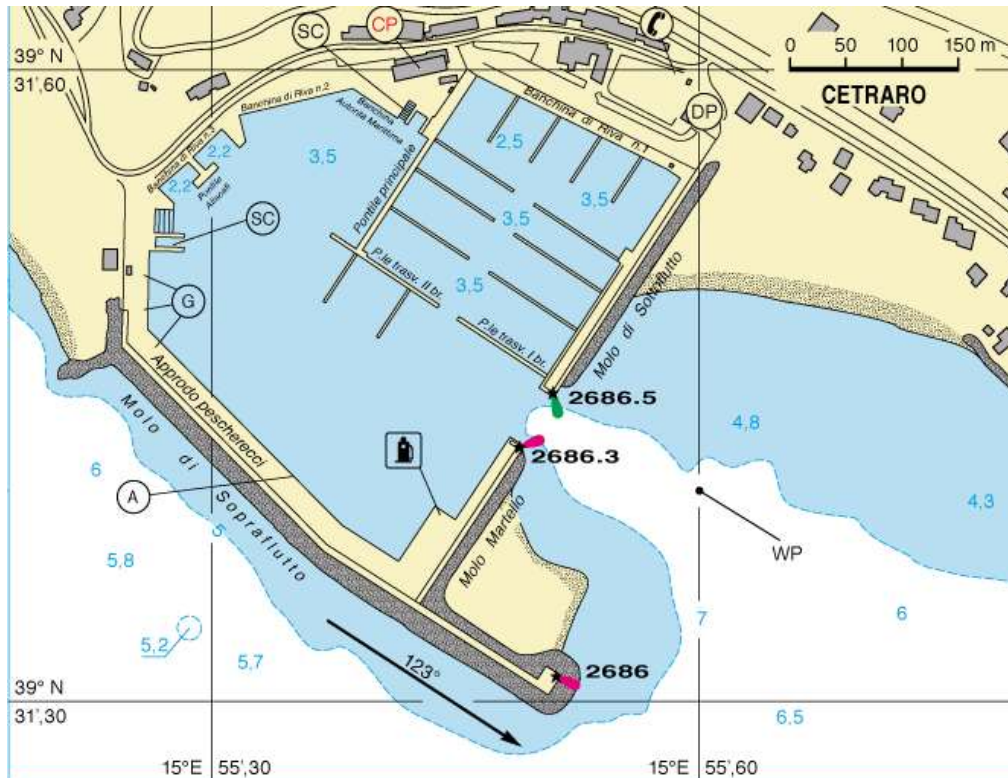 39° N
31',60
SC
CP
0 50 100 150 m
CETRARO
DP
Banchina di Riva n.2
Banchina
Autorità Marittima
Banchina di Riva n.1
Banchina di Riva n.3
2,2
2,2
Pontile
3,5
2,5
3,5
3,5
3,5
Pontile principale
P.le trasv. II br.
P.le trasv. I br.
Molo di Sottoflutto
SC
G
Approdo pescherecci
Molo di Sopraflutto
A
2686.5
2686.3
4,8
4,3
WP
Molo Martello
6
5
5,8
5,2
5,7
123°
7
6
2686
39° N
31',30
6,5
15° E 55',30
15° E 55',60